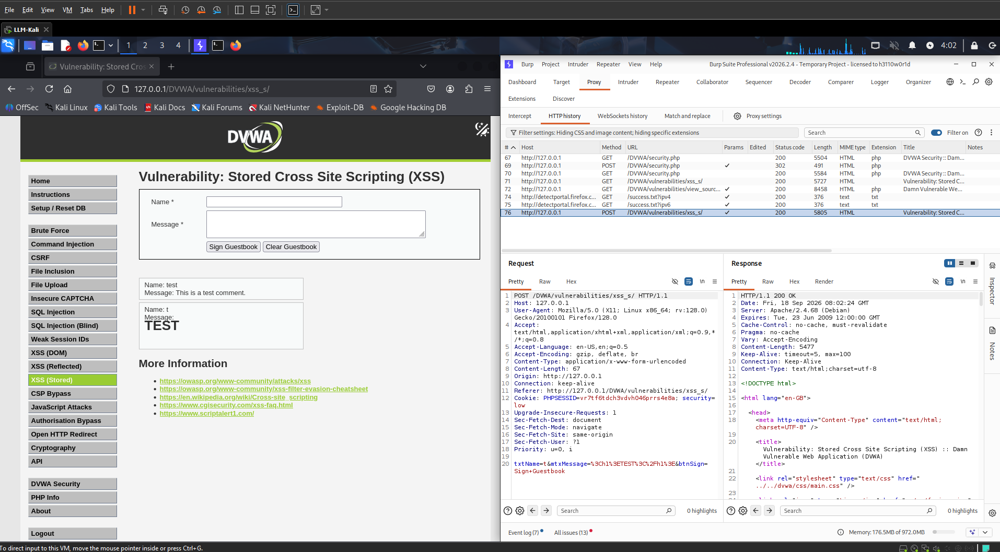 File Edit View VM Tabs Help
LLM-Kali
1 2 3 4
4:02
Vulnerability: Stored Cros
127.0.0.1/DVWA/vulnerabilities/xss_s/
OffSec Kali Linux Kali Tools Kali Docs Kali Forums Kali NetHunter Exploit-DB Google Hacking DB
DVWA
Home
Instructions
Setup / Reset DB
Brute Force
Command Injection
CSRF
File Inclusion
File Upload
Insecure CAPTCHA
SQL Injection
SQL Injection (Blind)
Weak Session IDs
XSS (DOM)
XSS (Reflected)
XSS (Stored)
CSP Bypass
JavaScript Attacks
Authorisation Bypass
Open HTTP Redirect
Cryptography
API
DVWA Security
PHP Info
About
Logout
Vulnerability: Stored Cross Site Scripting (XSS)
Name *
Message *
Sign Guestbook Clear Guestbook
Name: test
Message: This is a test comment.
Name: t
Message:
TEST
More Information
https://owasp.org/www-community/attacks/xss
https://owasp.org/www-community/xss-filter-evasion-cheatsheet
https://en.wikipedia.org/wiki/Cross-site_scripting
https://www.cgisecurity.com/xss-faq.html
https://www.scriptalert1.com/
Burp Project Intruder Repeater View Help Burp Suite Professional v2026.2.4 - Temporary Project - licensed to h3110w0r1d
Dashboard Target Proxy Intruder Repeater Collaborator Sequencer Decoder Comparer Logger Organizer
Extensions Discover
Intercept HTTP history WebSockets history Match and replace Proxy settings
Filter settings: Hiding CSS and image content; hiding specific extensions Search Filter on
# Host Method URL Params Edited Status code Length MIME type Extension Title Notes
67 http://127.0.0.1 GET /DVWA/security.php 200 5504 HTML php DVWA Security :: Dam...
69 http://127.0.0.1 POST /DVWA/security.php ✓ 302 491 HTML php
70 http://127.0.0.1 GET /DVWA/security.php 200 5584 HTML php DVWA Security :: Dam...
71 http://127.0.0.1 GET /DVWA/vulnerabilities/xss_s/ 200 5727 HTML Vulnerability: Stored C...
72 http://127.0.0.1 GET /DVWA/vulnerabilities/view_sourc... ✓ 200 8458 HTML php Damn Vulnerable We...
74 http://detectportal.firefox.c... GET /success.txt?ipv4 ✓ 200 376 text txt
75 http://detectportal.firefox.c... GET /success.txt?ipv6 ✓ 200 376 text txt
76 http://127.0.0.1 POST /DVWA/vulnerabilities/xss_s/ ✓ 200 5805 HTML Vulnerability: Stored C...
Request
Pretty Raw Hex \n
1 POST /DVWA/vulnerabilities/xss_s/ HTTP/1.1
2 Host: 127.0.0.1
3 User-Agent: Mozilla/5.0 (X11; Linux x86_64; rv:128.0)
Gecko/20100101 Firefox/128.0
4 Accept:
text/html,application/xhtml+xml,application/xml;q=0.9,*
/*;q=0.8
5 Accept-Language: en-US,en;q=0.5
6 Accept-Encoding: gzip, deflate, br
7 Content-Type: application/x-www-form-urlencoded
8 Content-Length: 67
9 Origin: http://127.0.0.1
10 Connection: keep-alive
11 Referer: http://127.0.0.1/DVWA/vulnerabilities/xss_s/
12 Cookie: PHPSESSID=vr7tf6tdch3vdvh046prrs4e8a; security=
low
13 Upgrade-Insecure-Requests: 1
14 Sec-Fetch-Dest: document
15 Sec-Fetch-Mode: navigate
16 Sec-Fetch-Site: same-origin
17 Sec-Fetch-User: ?1
18 Priority: u=0, i
19
20 txtName=t&mtxMessage=%3Ch1%3ETEST%3C%2Fh1%3E&btnSign=
Sign+Guestbook
Search 0 highlights
Response
Pretty Raw Hex Render \n
1 HTTP/1.1 200 OK
2 Date: Fri, 18 Sep 2026 08:02:24 GMT
3 Server: Apache/2.4.68 (Debian)
4 Expires: Tue, 23 Jun 2009 12:00:00 GMT
5 Cache-Control: no-cache, must-revalidate
6 Pragma: no-cache
7 Vary: Accept-Encoding
8 Content-Length: 5477
9 Keep-Alive: timeout=5, max=100
10 Connection: Keep-Alive
11 Content-Type: text/html;charset=utf-8
12
13 <!DOCTYPE html>
14
15 <html lang="en-GB">
16
17 <head>
18 <meta http-equiv="Content-Type" content="text/html;
charset=UTF-8" />
19
20 <title>
Vulnerability: Stored Cross Site Scripting (XSS) :: Damn
Vulnerable Web Application (DVWA)
</title>
21
22 <link rel="stylesheet" type="text/css" href="
../../dvwa/css/main.css" />
23
Search 0 highlights
Inspector
Notes
Event log (7) All issues (13) Memory: 176.5MB of 972.0MB
To direct input to this VM, move the mouse pointer inside or press Ctrl+G.